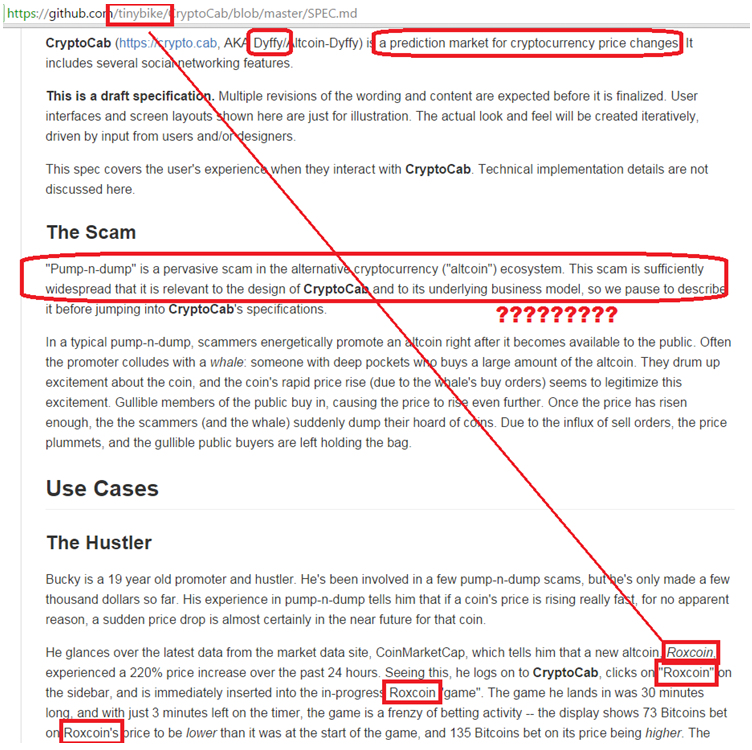 https://github.com/tinybike/CryptoCab/blob/master/SPEC.md
CryptoCab (https://crypto.cab, AKA Dyffy/Altcoin-Dyffy) is a prediction market for cryptocurrency price changes. It
includes several social networking features.
This is a draft specification. Multiple revisions of the wording and content are expected before it is finalized. User
interfaces and screen layouts shown here are just for illustration. The actual look and feel will be created iteratively,
driven by input from users and/or designers.
This spec covers the user's experience when they interact with CryptoCab. Technical implementation details are not
discussed here.
The Scam
"Pump-n-dump" is a pervasive scam in the alternative cryptocurrency ("altcoin") ecosystem. This scam is sufficiently
widespread that it is relevant to the design of CryptoCab and to its underlying business model, so we pause to describe
it before jumping into CryptoCab's specifications.
?????????
In a typical pump-n-dump, scammers energetically promote an altcoin right after it becomes available to the public. Often
the promoter colludes with a whale: someone with deep pockets who buys a large amount of the altcoin. They drum up
excitement about the coin, and the coin's rapid price rise (due to the whale's buy orders) seems to legitimize this
excitement. Gullible members of the public buy in, causing the price to rise even further. Once the price has risen
enough, the the scammers (and the whale) suddenly dump their hoard of coins. Due to the influx of sell orders, the price
plummets, and the gullible public buyers are left holding the bag.
Use Cases
The Hustler
Bucky is a 19 year old promoter and hustler. He's been involved in a few pump-n-dump scams, but he's only made a few
thousand dollars so far. His experience in pump-n-dump tells him that if a coin's price is rising really fast, for no apparent
reason, a sudden price drop is almost certainly in the near future for that coin.
He glances over the latest data from the market data site, CoinMarketCap, which tells him that a new altcoin, Roxcoin,
experienced a 220% price increase over the past 24 hours. Seeing this, he logs on to CryptoCab, clicks on "Roxcoin" on
the sidebar, and is immediately inserted into the in-progress Roxcoin "game". The game he lands in was 30 minutes
long, and with just 3 minutes left on the timer, the game is a frenzy of betting activity -- the display shows 73 Bitcoins bet
on Roxcoin's price to be lower than it was at the start of the game, and 135 Bitcoins bet on its price being higher. The